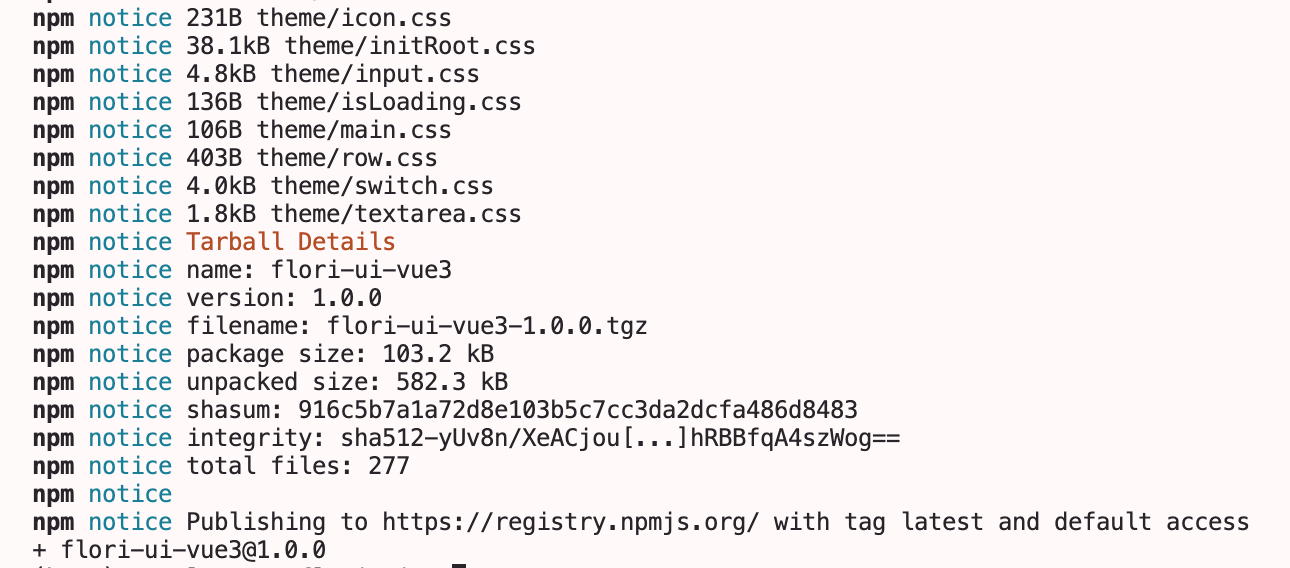 npm notice 231B theme/icon.css
npm notice 38.1kB theme/initRoot.css
npm notice 4.8kB theme/input.css
npm notice 136B theme/isLoading.css
npm notice 106B theme/main.css
npm notice 403B theme/row.css
npm notice 4.0kB theme/switch.css
npm notice 1.8kB theme/textarea.css
npm notice Tarball Details
npm notice name: flori-ui-vue3
npm notice version: 1.0.0
npm notice filename: flori-ui-vue3-1.0.0.tgz
npm notice package size: 103.2 kB
npm notice unpacked size: 582.3 kB
npm notice shasum: 916c5b7a1a72d8e103b5c7cc3da2dcfa486d8483
npm notice integrity: sha512-yUv8n/XeACjou[...]hRBBfqA4szWog==
npm notice total files: 277
npm notice
npm notice Publishing to https://registry.npmjs.org/ with tag latest and default access
+ flori-ui-vue3@1.0.0